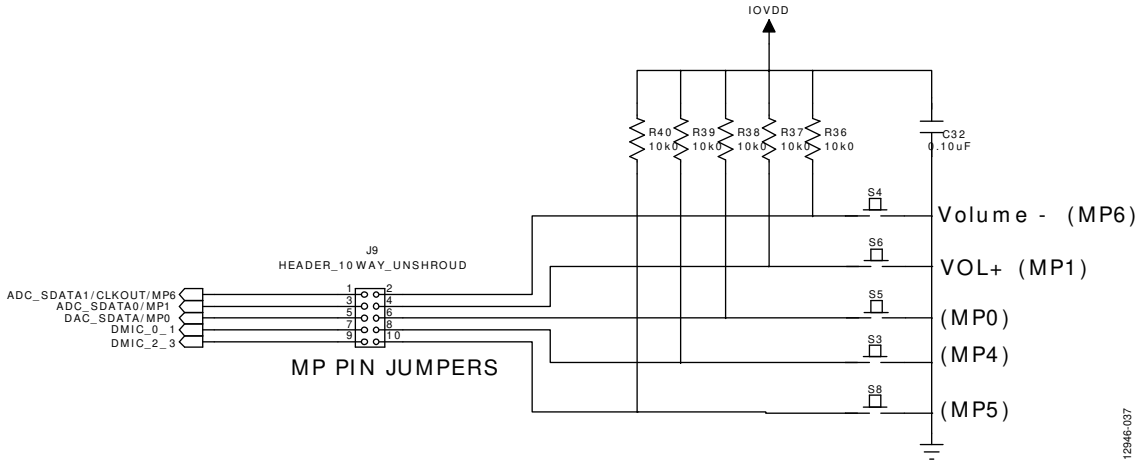 IOVDD
R40 R39 R38 R37 R36
10k0 10k0 10k0 10k0 10k0
C32
0.10uF
S4
Volume - (MP6)
S6
VOL+ (MP1)
J9
HEADER_10WAY_UNSHROUD
ADC_SDATA1/CLKOUT/MP6 1 2
ADC_SDATA0/MP1 3 4
DAC_SDATA/MP0 5 6
DMIC_0_1 7 8
DMIC_2_3 9 10
MP PIN JUMPERS
S5
(MP0)
S3
(MP4)
S8
(MP5)
12946-037